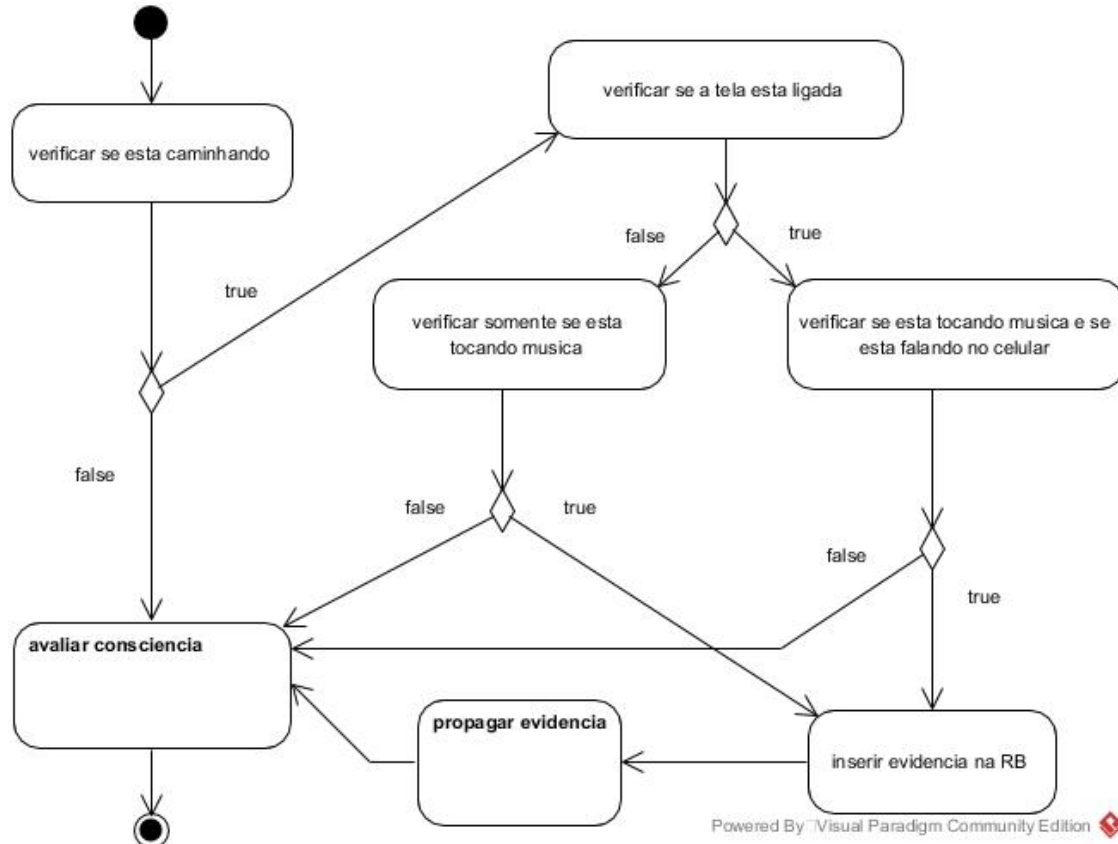 verificar se a tela esta ligada
verificar se esta caminhando
false
true
true
verificar somente se esta
tocando musica
verificar se esta tocando musica e se
esta falando no celular
false
false
true
false
true
avaliar consciencia
propagar evidencia
inserir evidencia na RB
Powered By Visual Paradigm Community Edition